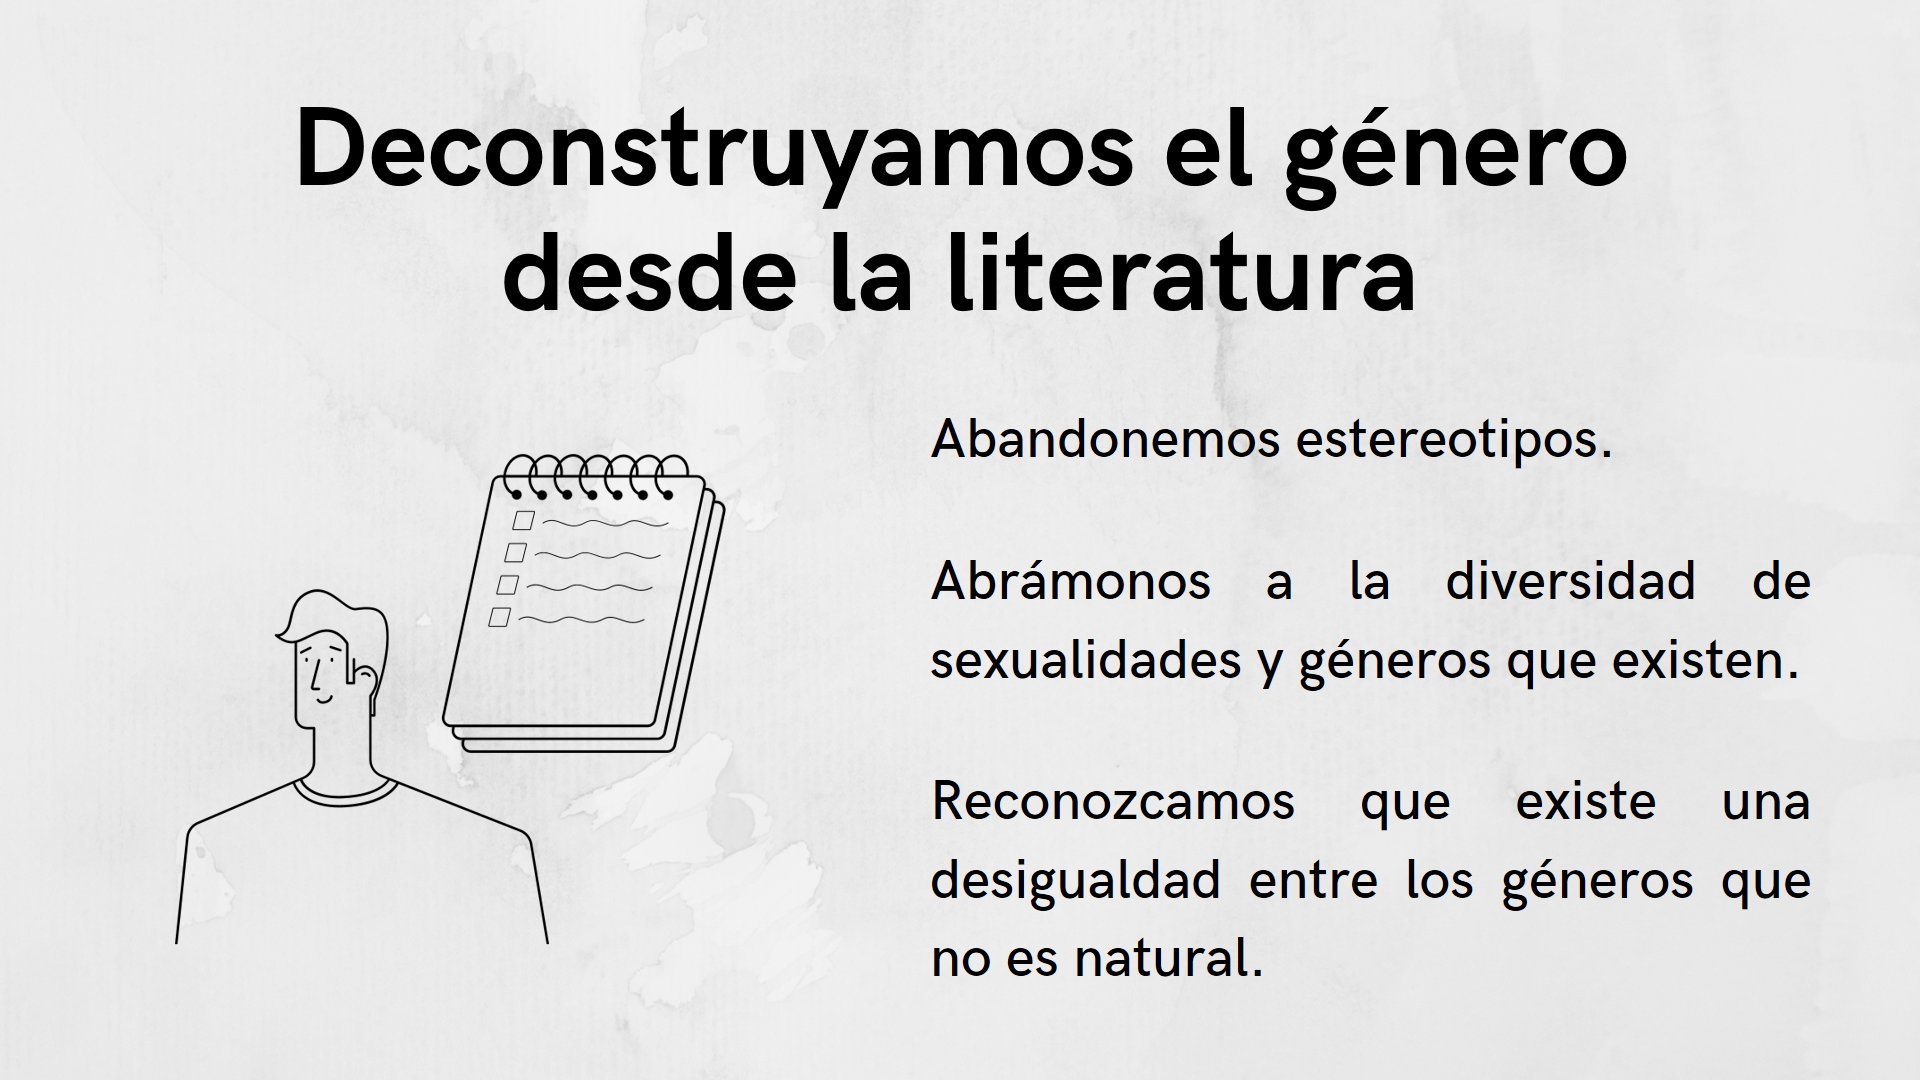 Deconstruyamos el género
desde la literatura
Abandonemos estereotipos.
Abrámonos a la diversidad de
sexualidades y géneros que existen.
Reconozcamos que existe una
desigualdad entre los géneros que
no es natural.